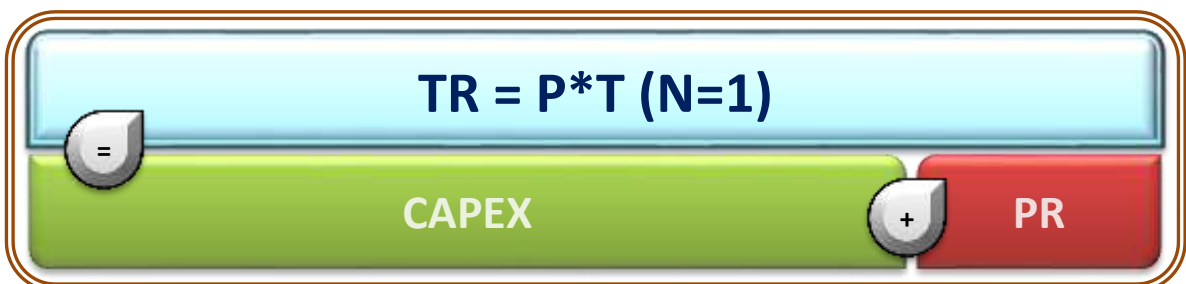 TR = P*T (N=1)
=
CAPEX
+
PR